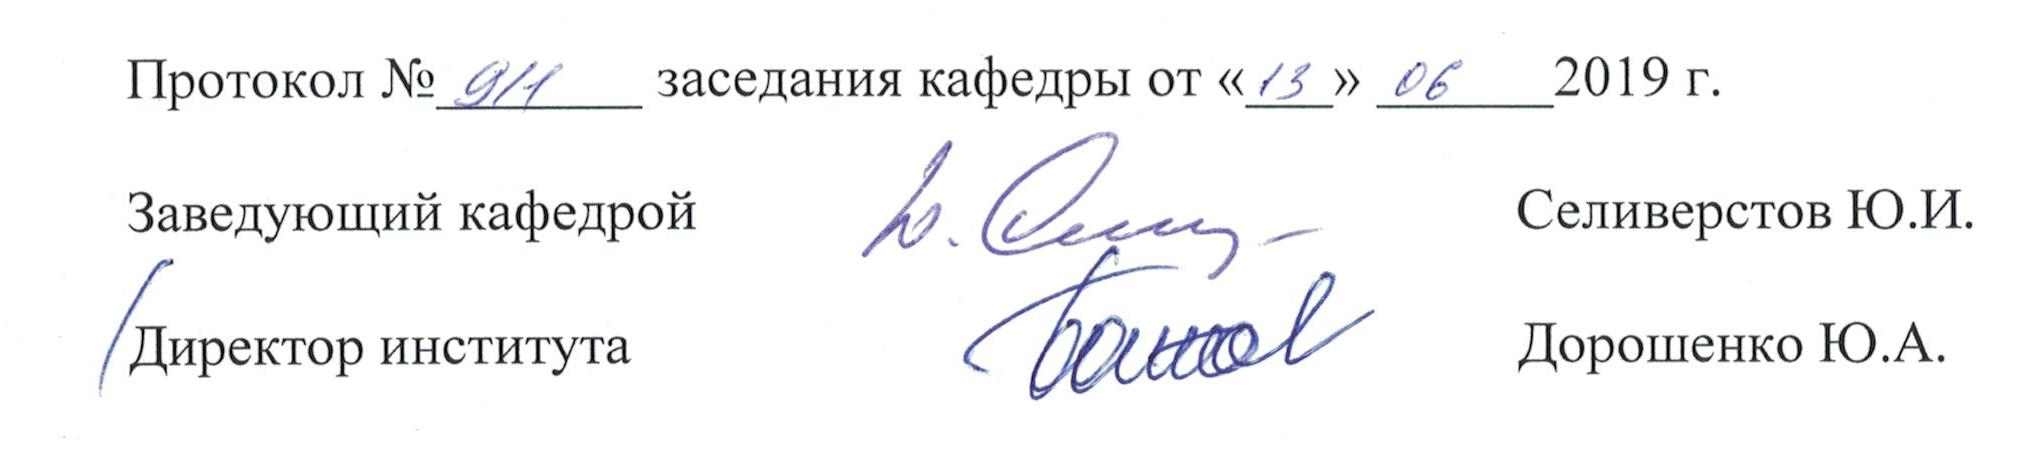 Протокол № 9/1 заседания кафедры от «13» 06 2019 г.
Заведующий кафедрой Селиверстов Ю.И.
Директор института Дорошенко Ю.А.